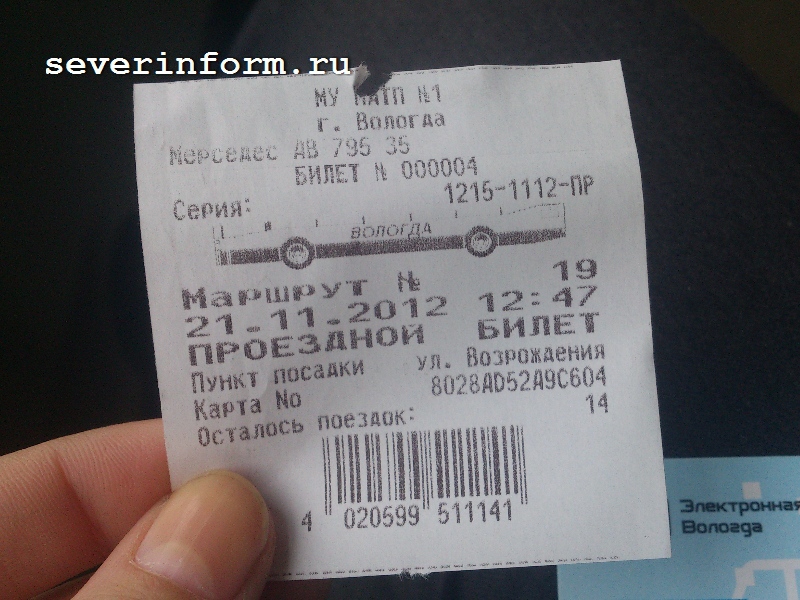 severinform.ru
МУ ПАТП №1
г. Вологда
Мерседес АВ 795 35
БИЛЕТ N 000004
Серия: 1215-1112-ПР
ВОЛОГДА
Маршрут № 19
21.11.2012 12:47
ПРОЕЗДНОЙ БИЛЕТ
Пункт посадки ул. Возрождения
Карта No 8028AD52A9C604
Осталось поездок: 14
4 020599 511141
Электронная
Вологда